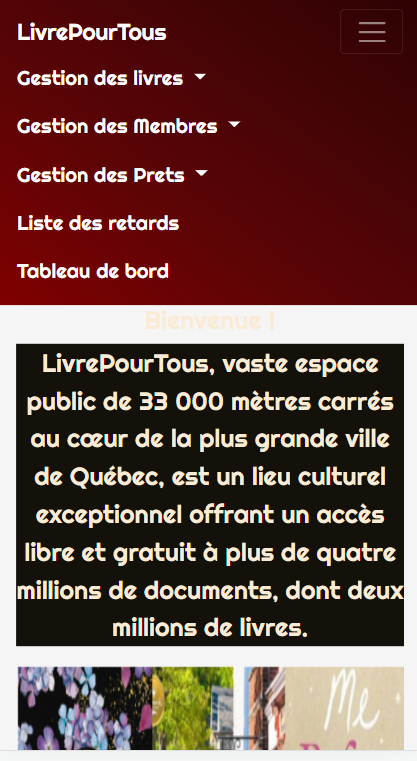 LivrePourTous
Gestion des livres
Gestion des Membres
Gestion des Prets
Liste des retards
Tableau de bord
Bienvenue !
LivrePourTous, vaste espace
public de 33 000 mètres carrés
au cœur de la plus grande ville
de Québec, est un lieu culturel
exceptionnel offrant un accès
libre et gratuit à plus de quatre
millions de documents, dont deux
millions de livres.
Me